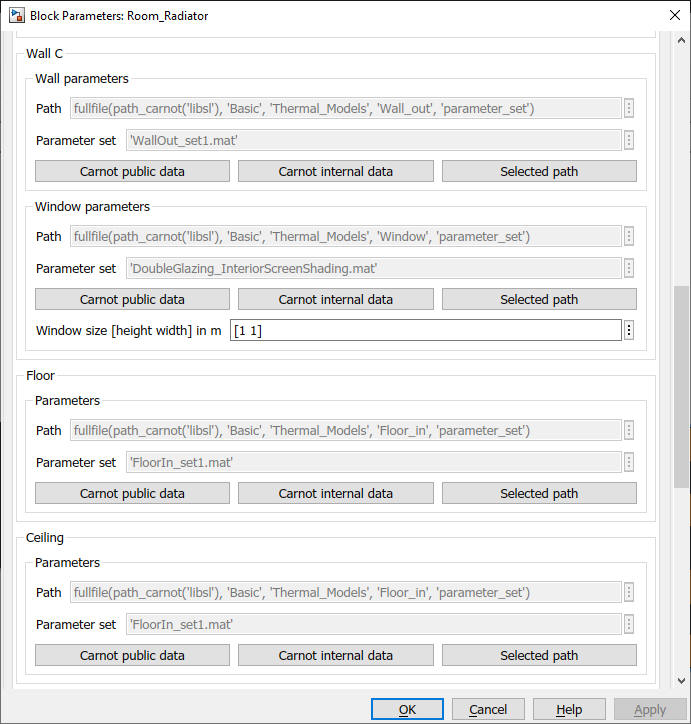 Block Parameters: Room_Radiator
Wall C
Wall parameters
Path fullfile(path_carnot('libsl'), 'Basic', 'Thermal_Models', 'Wall_out', 'parameter_set')
Parameter set 'WallOut_set1.mat'
Carnot public data Carnot internal data Selected path
Window parameters
Path fullfile(path_carnot('libsl'), 'Basic', 'Thermal_Models', 'Window', 'parameter_set')
Parameter set 'DoubleGlazing_InteriorScreenShading.mat'
Carnot public data Carnot internal data Selected path
Window size [height width] in m [1 1]
Floor
Parameters
Path fullfile(path_carnot('libsl'), 'Basic', 'Thermal_Models', 'Floor_in', 'parameter_set')
Parameter set 'FloorIn_set1.mat'
Carnot public data Carnot internal data Selected path
Ceiling
Parameters
Path fullfile(path_carnot('libsl'), 'Basic', 'Thermal_Models', 'Floor_in', 'parameter_set')
Parameter set 'FloorIn_set1.mat'
Carnot public data Carnot internal data Selected path
OK Cancel Help Apply